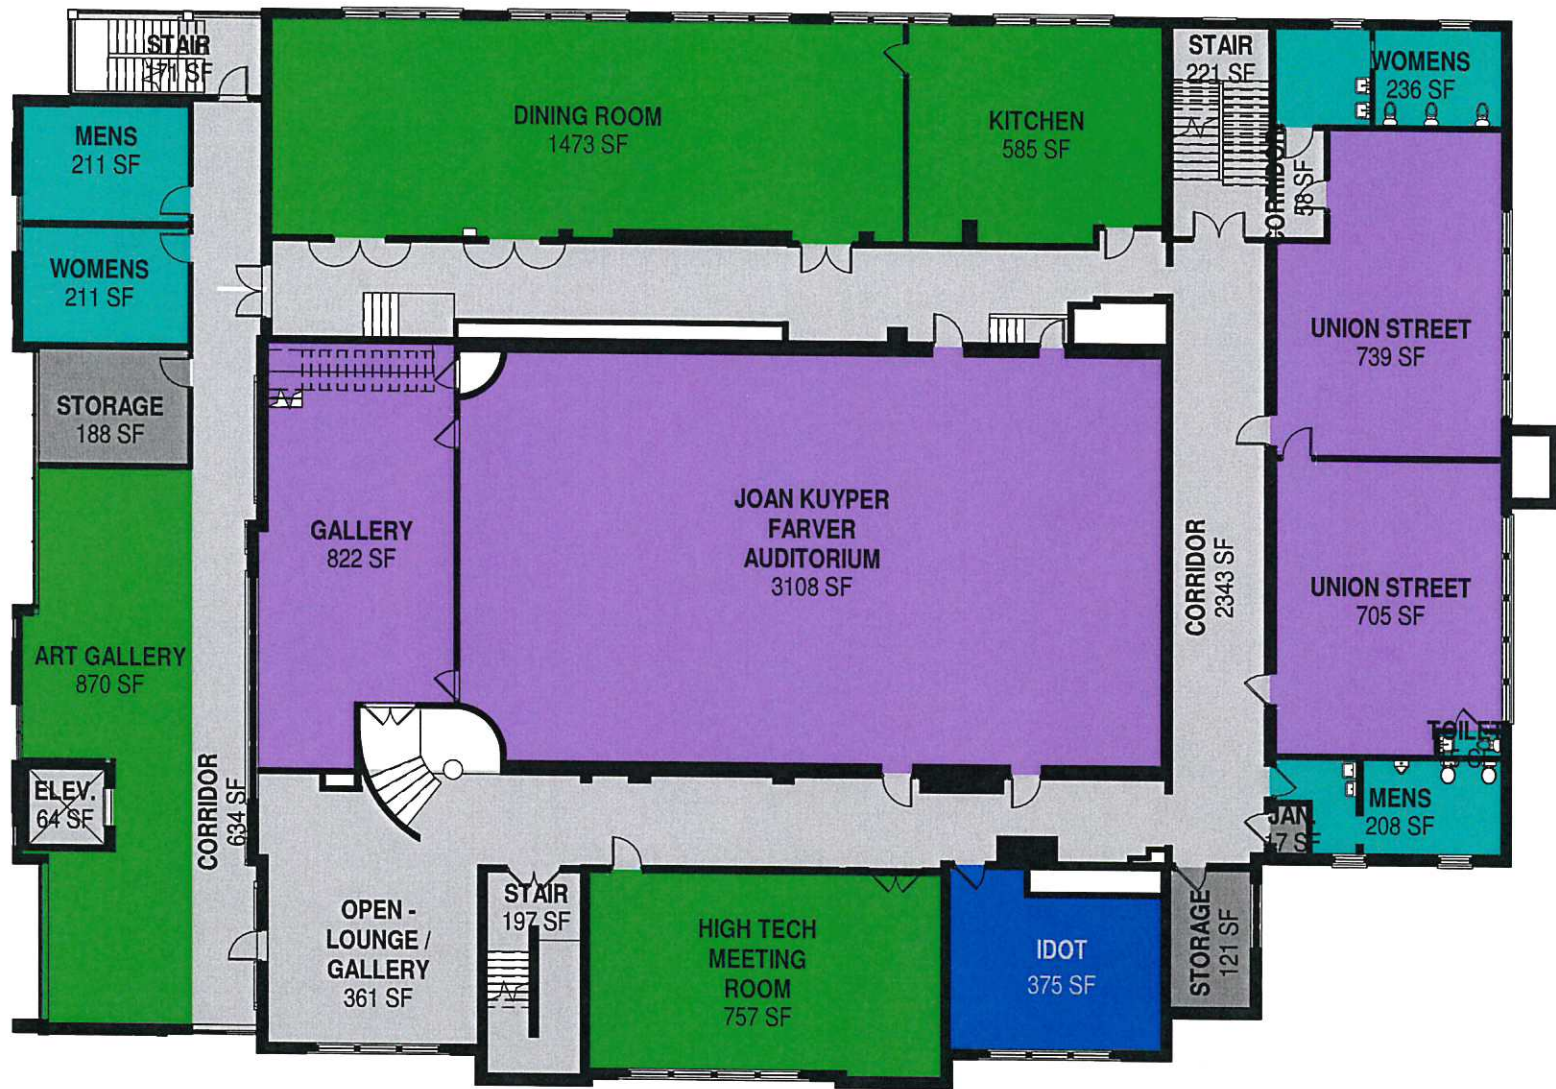 STAIR
171 SF
MENS
211 SF
WOMENS
211 SF
STORAGE
188 SF
ART GALLERY
870 SF
ELEV.
64 SF
CORRIDOR
634 SF
DINING ROOM
1473 SF
KITCHEN
585 SF
STAIR
221 SF
WOMENS
236 SF
CORRIDOR
58 SF
UNION STREET
739 SF
GALLERY
822 SF
JOAN KUYPER
FARVER
AUDITORIUM
3108 SF
CORRIDOR
2343 SF
UNION STREET
705 SF
TOILET
MENS
208 SF
JAN
17 SF
OPEN -
LOUNGE /
GALLERY
361 SF
STAIR
197 SF
HIGH TECH
MEETING
ROOM
757 SF
IDOT
375 SF
STORAGE
121 SF